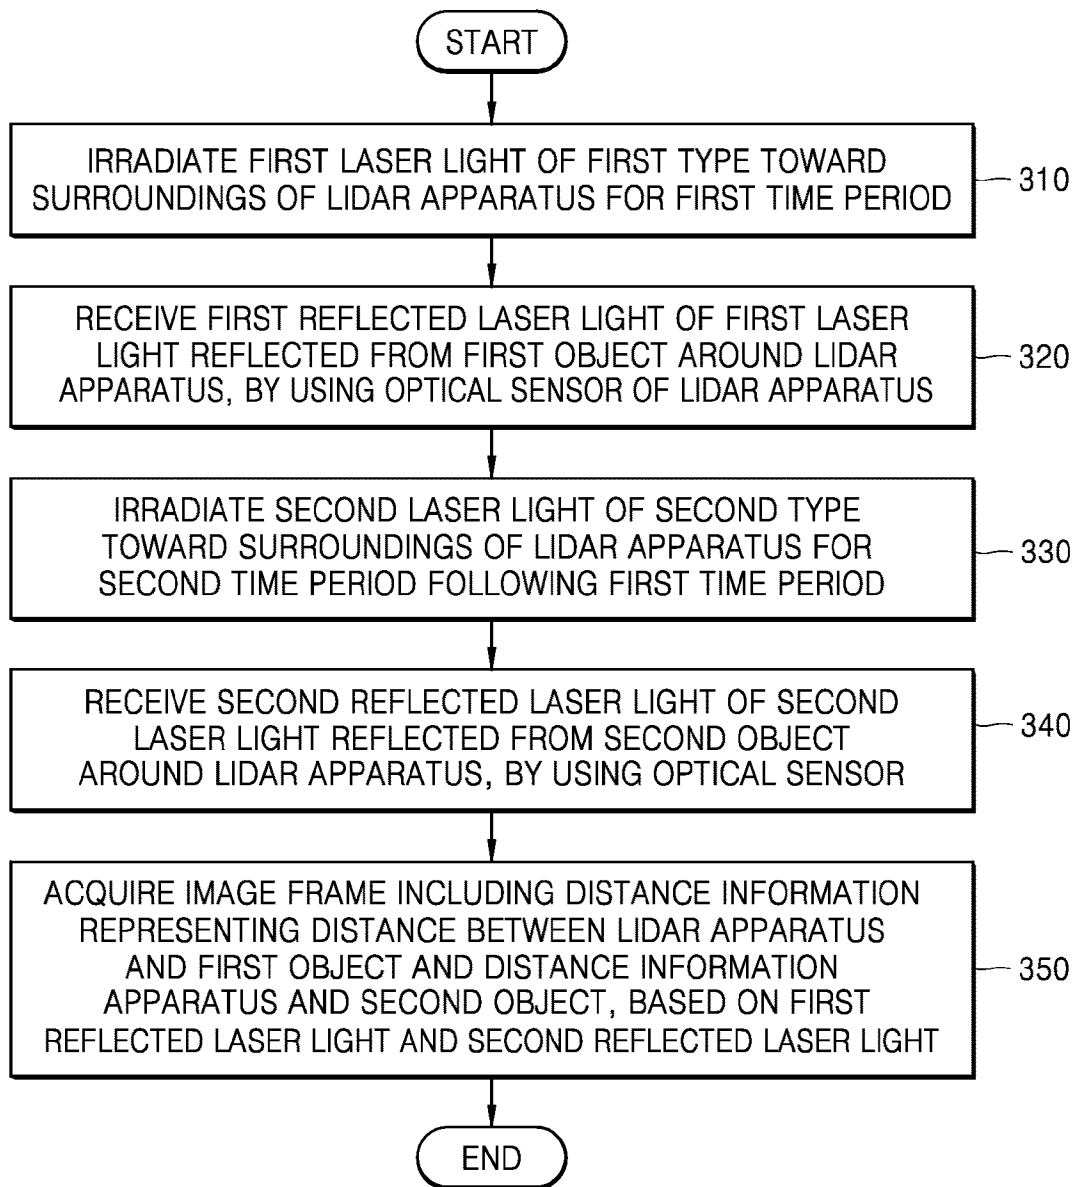 START
IRRADIATE FIRST LASER LIGHT OF FIRST TYPE TOWARD
SURROUNDINGS OF LIDAR APPARATUS FOR FIRST TIME PERIOD
310
RECEIVE FIRST REFLECTED LASER LIGHT OF FIRST LASER
LIGHT REFLECTED FROM FIRST OBJECT AROUND LIDAR
APPARATUS, BY USING OPTICAL SENSOR OF LIDAR APPARATUS
320
IRRADIATE SECOND LASER LIGHT OF SECOND TYPE
TOWARD SURROUNDINGS OF LIDAR APPARATUS FOR
SECOND TIME PERIOD FOLLOWING FIRST TIME PERIOD
330
RECEIVE SECOND REFLECTED LASER LIGHT OF SECOND
LASER LIGHT REFLECTED FROM SECOND OBJECT
AROUND LIDAR APPARATUS, BY USING OPTICAL SENSOR
340
ACQUIRE IMAGE FRAME INCLUDING DISTANCE INFORMATION
REPRESENTING DISTANCE BETWEEN LIDAR APPARATUS
AND FIRST OBJECT AND DISTANCE INFORMATION
APPARATUS AND SECOND OBJECT, BASED ON FIRST
REFLECTED LASER LIGHT AND SECOND REFLECTED LASER LIGHT
350
END